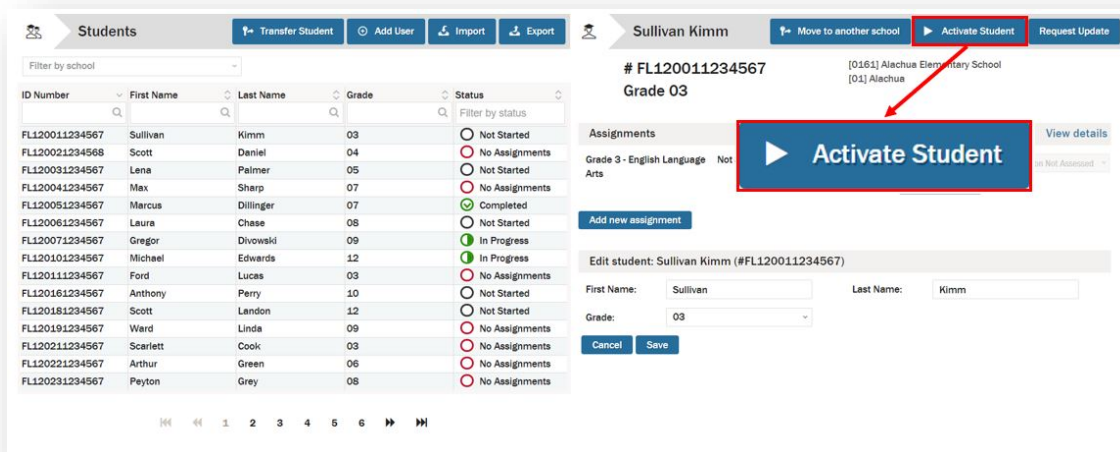 Students
Transfer Student
Add User
Import
Export
Filter by school
ID Number First Name Last Name Grade Status
Filter by status
FL120011234567 Sullivan Kimm 03 Not Started
FL120021234568 Scott Daniel 04 No Assignments
FL120031234567 Lena Palmer 05 Not Started
FL120041234567 Max Sharp 07 No Assignments
FL120051234567 Marcus Dillinger 07 Completed
FL120061234567 Laura Chase 08 Not Started
FL120071234567 Gregor Divowski 09 In Progress
FL120101234567 Michael Edwards 12 In Progress
FL120111234567 Ford Lucas 03 No Assignments
FL120161234567 Anthony Perry 10 Not Started
FL120181234567 Scott Landon 12 Not Started
FL120191234567 Ward Linda 09 No Assignments
FL120211234567 Scarlett Cook 03 No Assignments
FL120221234567 Arthur Green 06 No Assignments
FL120231234567 Peyton Grey 08 No Assignments
1 2 3 4 5 6
Sullivan Kimm
Move to another school
Activate Student
Request Update
# FL120011234567
Grade 03
[0161] Alachua Elementary School
[01] Alachua
Assignments
View details
Activate Student
Grade 3 - English Language Not
Arts
on Not Assessed
Add new assignment
Edit student: Sullivan Kimm (#FL120011234567)
First Name: Sullivan Last Name: Kimm
Grade: 03
Cancel Save